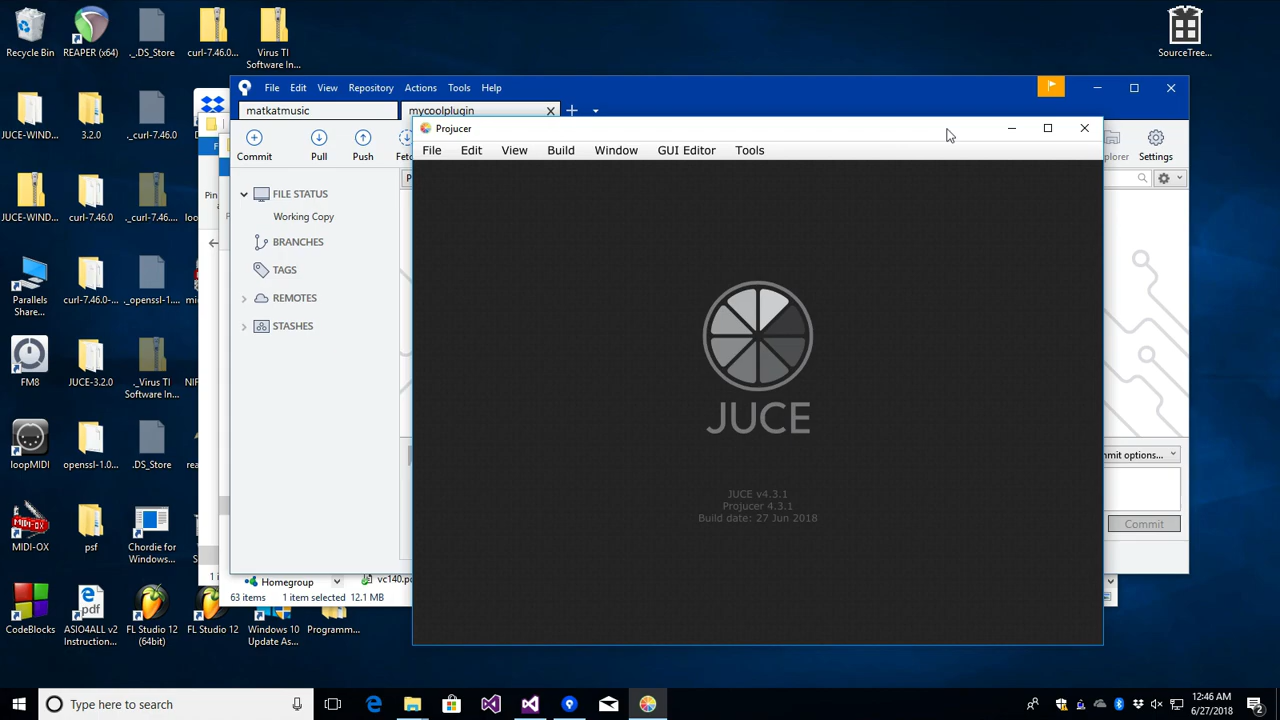 Recycle Bin
REAPER (x64)
._.DS_Store
curl-7.46.0...
Virus TI
Software In...
SourceTree...
File Edit View Repository Actions Tools Help
matkatmusic
mycoolplugin
Commit
Pull
Push
Settings
Projucer
File Edit View Build Window GUI Editor Tools
FILE STATUS
Working Copy
BRANCHES
TAGS
REMOTES
STASHES
JUCE
JUCE v4.3.1
Projucer 4.3.1
Build date: 27 Jun 2018
Commit
JUCE-WIND...
3.2.0
._curl-7.46.0
JUCE-WIND...
curl-7.46.0
._curl-7.46....
Parallels
Share...
curl-7.46.0-...
._openssl-1....
FM8
JUCE-3.2.0
._Virus TI
Software In...
loopMIDI
openssl-1.0...
.DS_Store
MIDI-OX
psf
Chordie for
Windows...
Homegroup
63 items 1 item selected 12.1 MB
CodeBlocks
ASIO4ALL v2
Instruction...
FL Studio 12
(64bit)
FL Studio 12
Windows 10
Update As...
Programm...
Type here to search
12:46 AM
6/27/2018
2